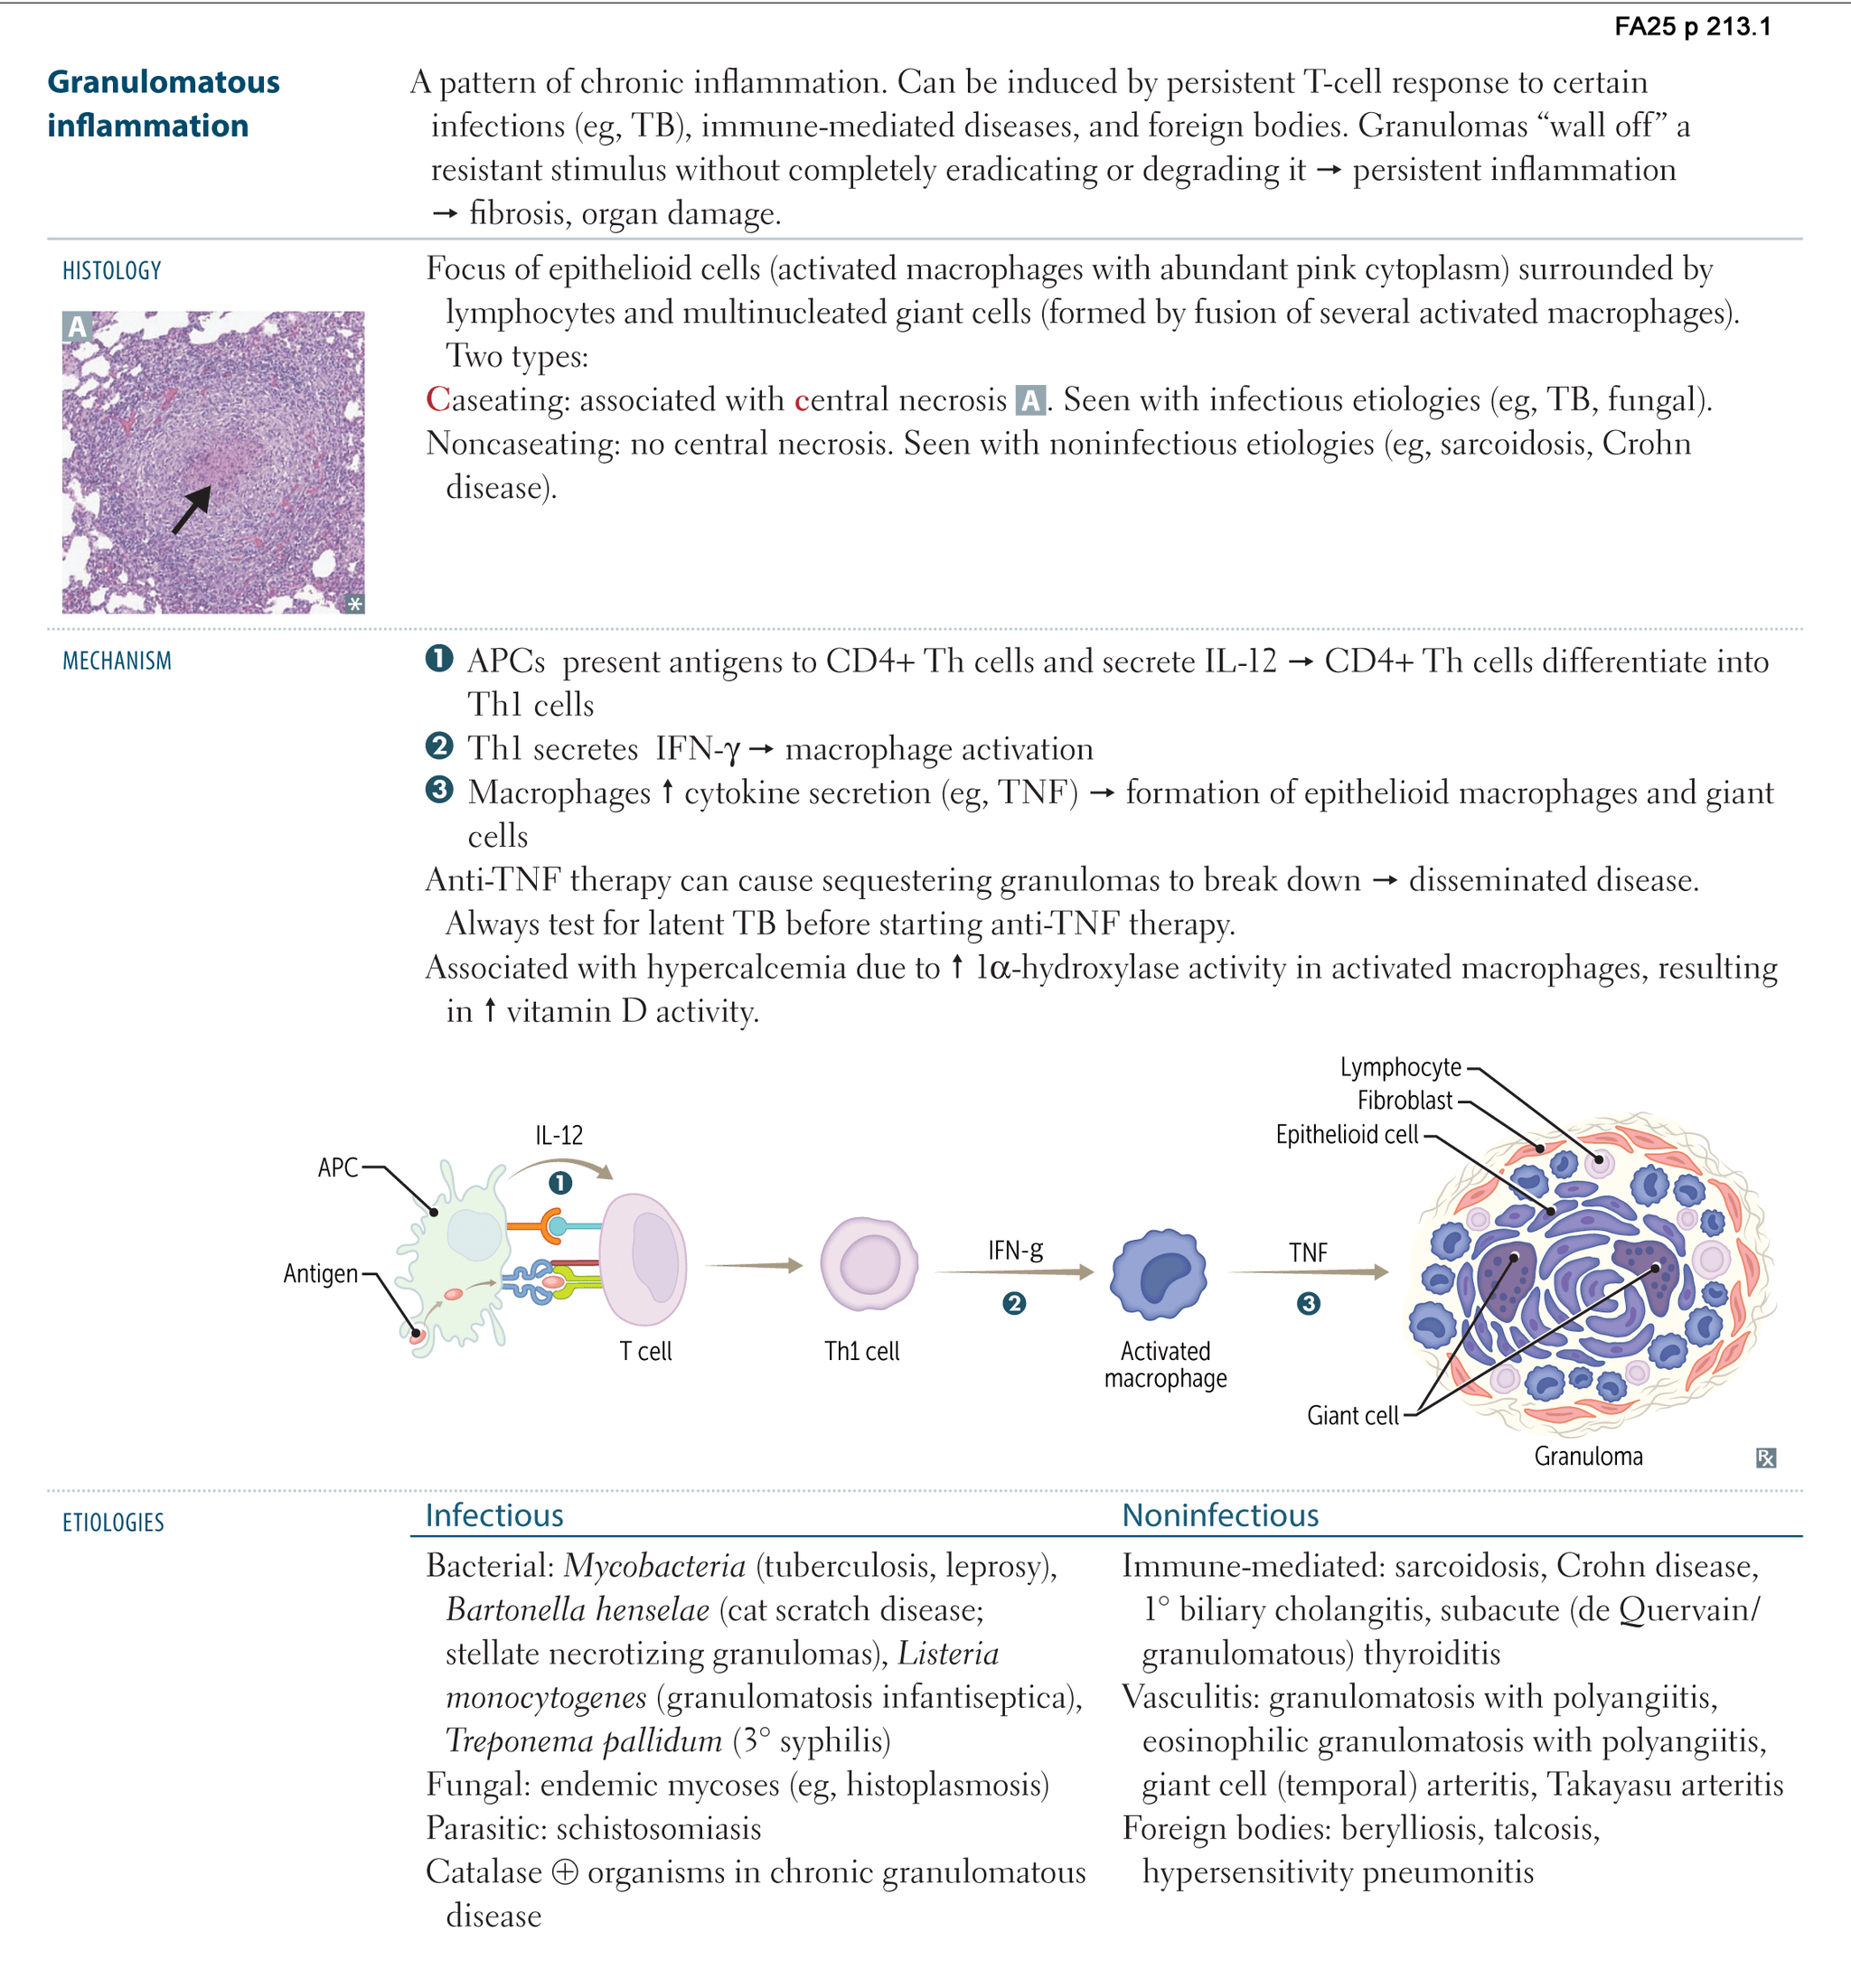 FA25 p 213.1
Granulomatous
inflammation
A pattern of chronic inflammation. Can be induced by persistent T-cell response to certain
infections (eg, TB), immune-mediated diseases, and foreign bodies. Granulomas “wall off” a
resistant stimulus without completely eradicating or degrading it → persistent inflammation
→ fibrosis, organ damage.
HISTOLOGY
A
*
Focus of epithelioid cells (activated macrophages with abundant pink cytoplasm) surrounded by
lymphocytes and multinucleated giant cells (formed by fusion of several activated macrophages).
Two types:
Caseating: associated with central necrosis A. Seen with infectious etiologies (eg, TB, fungal).
Noncaseating: no central necrosis. Seen with noninfectious etiologies (eg, sarcoidosis, Crohn
disease).
MECHANISM
❶ APCs present antigens to CD4+ Th cells and secrete IL-12 → CD4+ Th cells differentiate into
Th1 cells
❷ Th1 secretes IFN-γ → macrophage activation
❸ Macrophages ↑ cytokine secretion (eg, TNF) → formation of epithelioid macrophages and giant
cells
Anti-TNF therapy can cause sequestering granulomas to break down → disseminated disease.
Always test for latent TB before starting anti-TNF therapy.
Associated with hypercalcemia due to ↑ 1α-hydroxylase activity in activated macrophages, resulting
in ↑ vitamin D activity.
Lymphocyte
Fibroblast
Epithelioid cell
IL-12
APC
❶
Antigen
IFN-g
TNF
❷
❸
T cell
Th1 cell
Activated
macrophage
Giant cell
Granuloma
Rx
ETIOLOGIES
Infectious
Bacterial: Mycobacteria (tuberculosis, leprosy),
Bartonella henselae (cat scratch disease;
stellate necrotizing granulomas), Listeria
monocytogenes (granulomatosis infantiseptica),
Treponema pallidum (3° syphilis)
Fungal: endemic mycoses (eg, histoplasmosis)
Parasitic: schistosomiasis
Catalase ⊕ organisms in chronic granulomatous
disease
Noninfectious
Immune-mediated: sarcoidosis, Crohn disease,
1° biliary cholangitis, subacute (de Quervain/
granulomatous) thyroiditis
Vasculitis: granulomatosis with polyangiitis,
eosinophilic granulomatosis with polyangiitis,
giant cell (temporal) arteritis, Takayasu arteritis
Foreign bodies: berylliosis, talcosis,
hypersensitivity pneumonitis